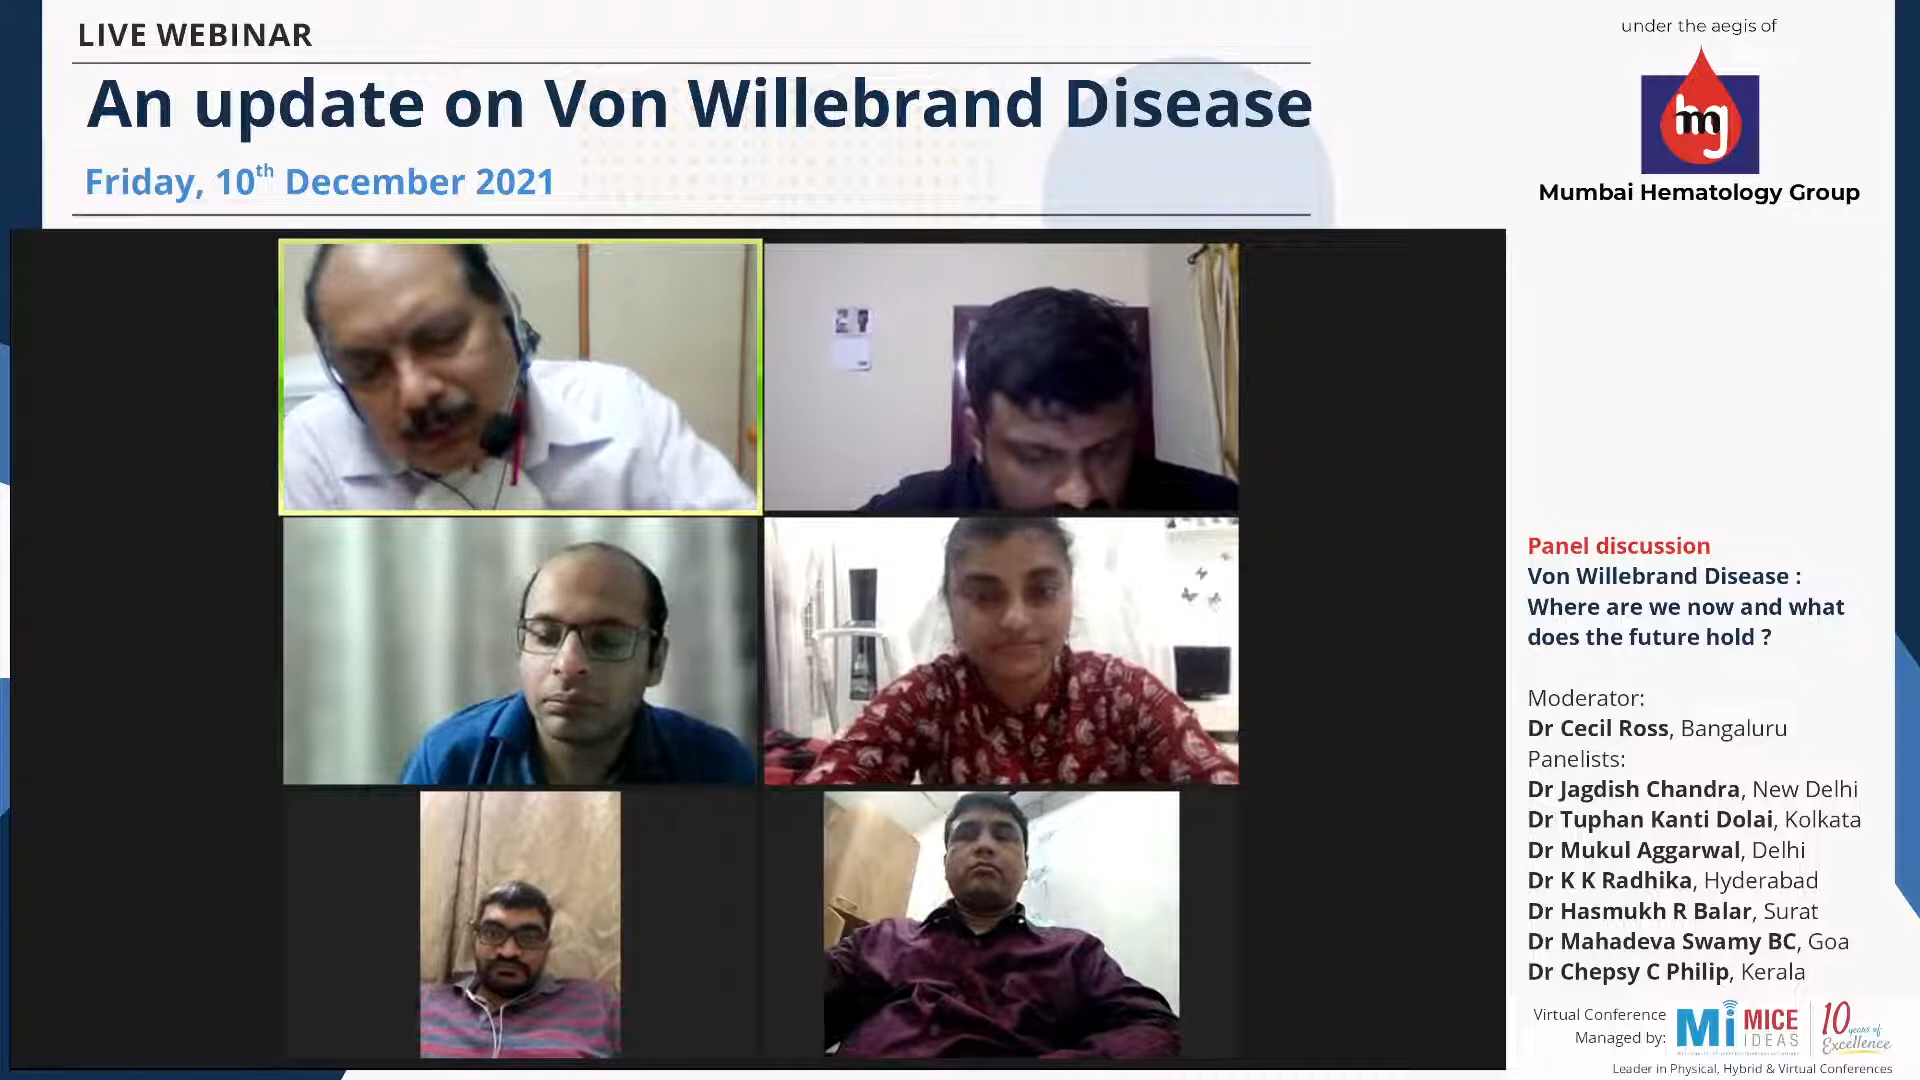 LIVE WEBINAR
An update on Von Willebrand Disease
Friday, 10th December 2021
under the aegis of
hmg
Mumbai Hematology Group
Panel discussion
Von Willebrand Disease :
Where are we now and what
does the future hold ?
Moderator:
Dr Cecil Ross, Bangaluru
Panelists:
Dr Jagdish Chandra, New Delhi
Dr Tuphan Kanti Dolai, Kolkata
Dr Mukul Aggarwal, Delhi
Dr K K Radhika, Hyderabad
Dr Hasmukh R Balar, Surat
Dr Mahadeva Swamy BC, Goa
Dr Chepsy C Philip, Kerala
Virtual Conference
Managed by:
Mi MICE
IDEAS
10 years of
Excellence
Leader in Physical, Hybrid & Virtual Conferences